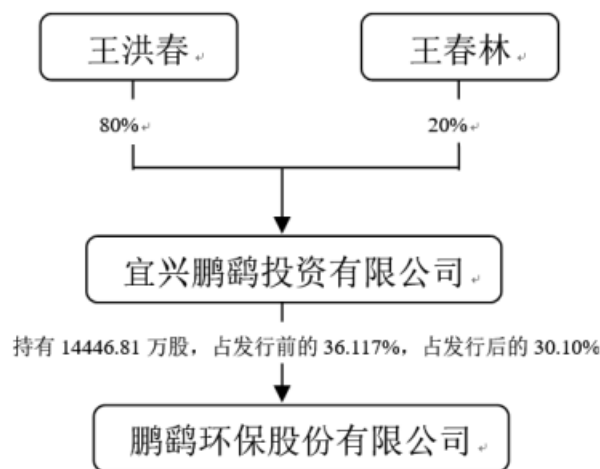 王洪春
王春林
80%
20%
宜兴鹏鹞投资有限公司
持有 14446.81 万股，占发行前的 36.117%，占发行后的 30.10%
鹏鹞环保股份有限公司